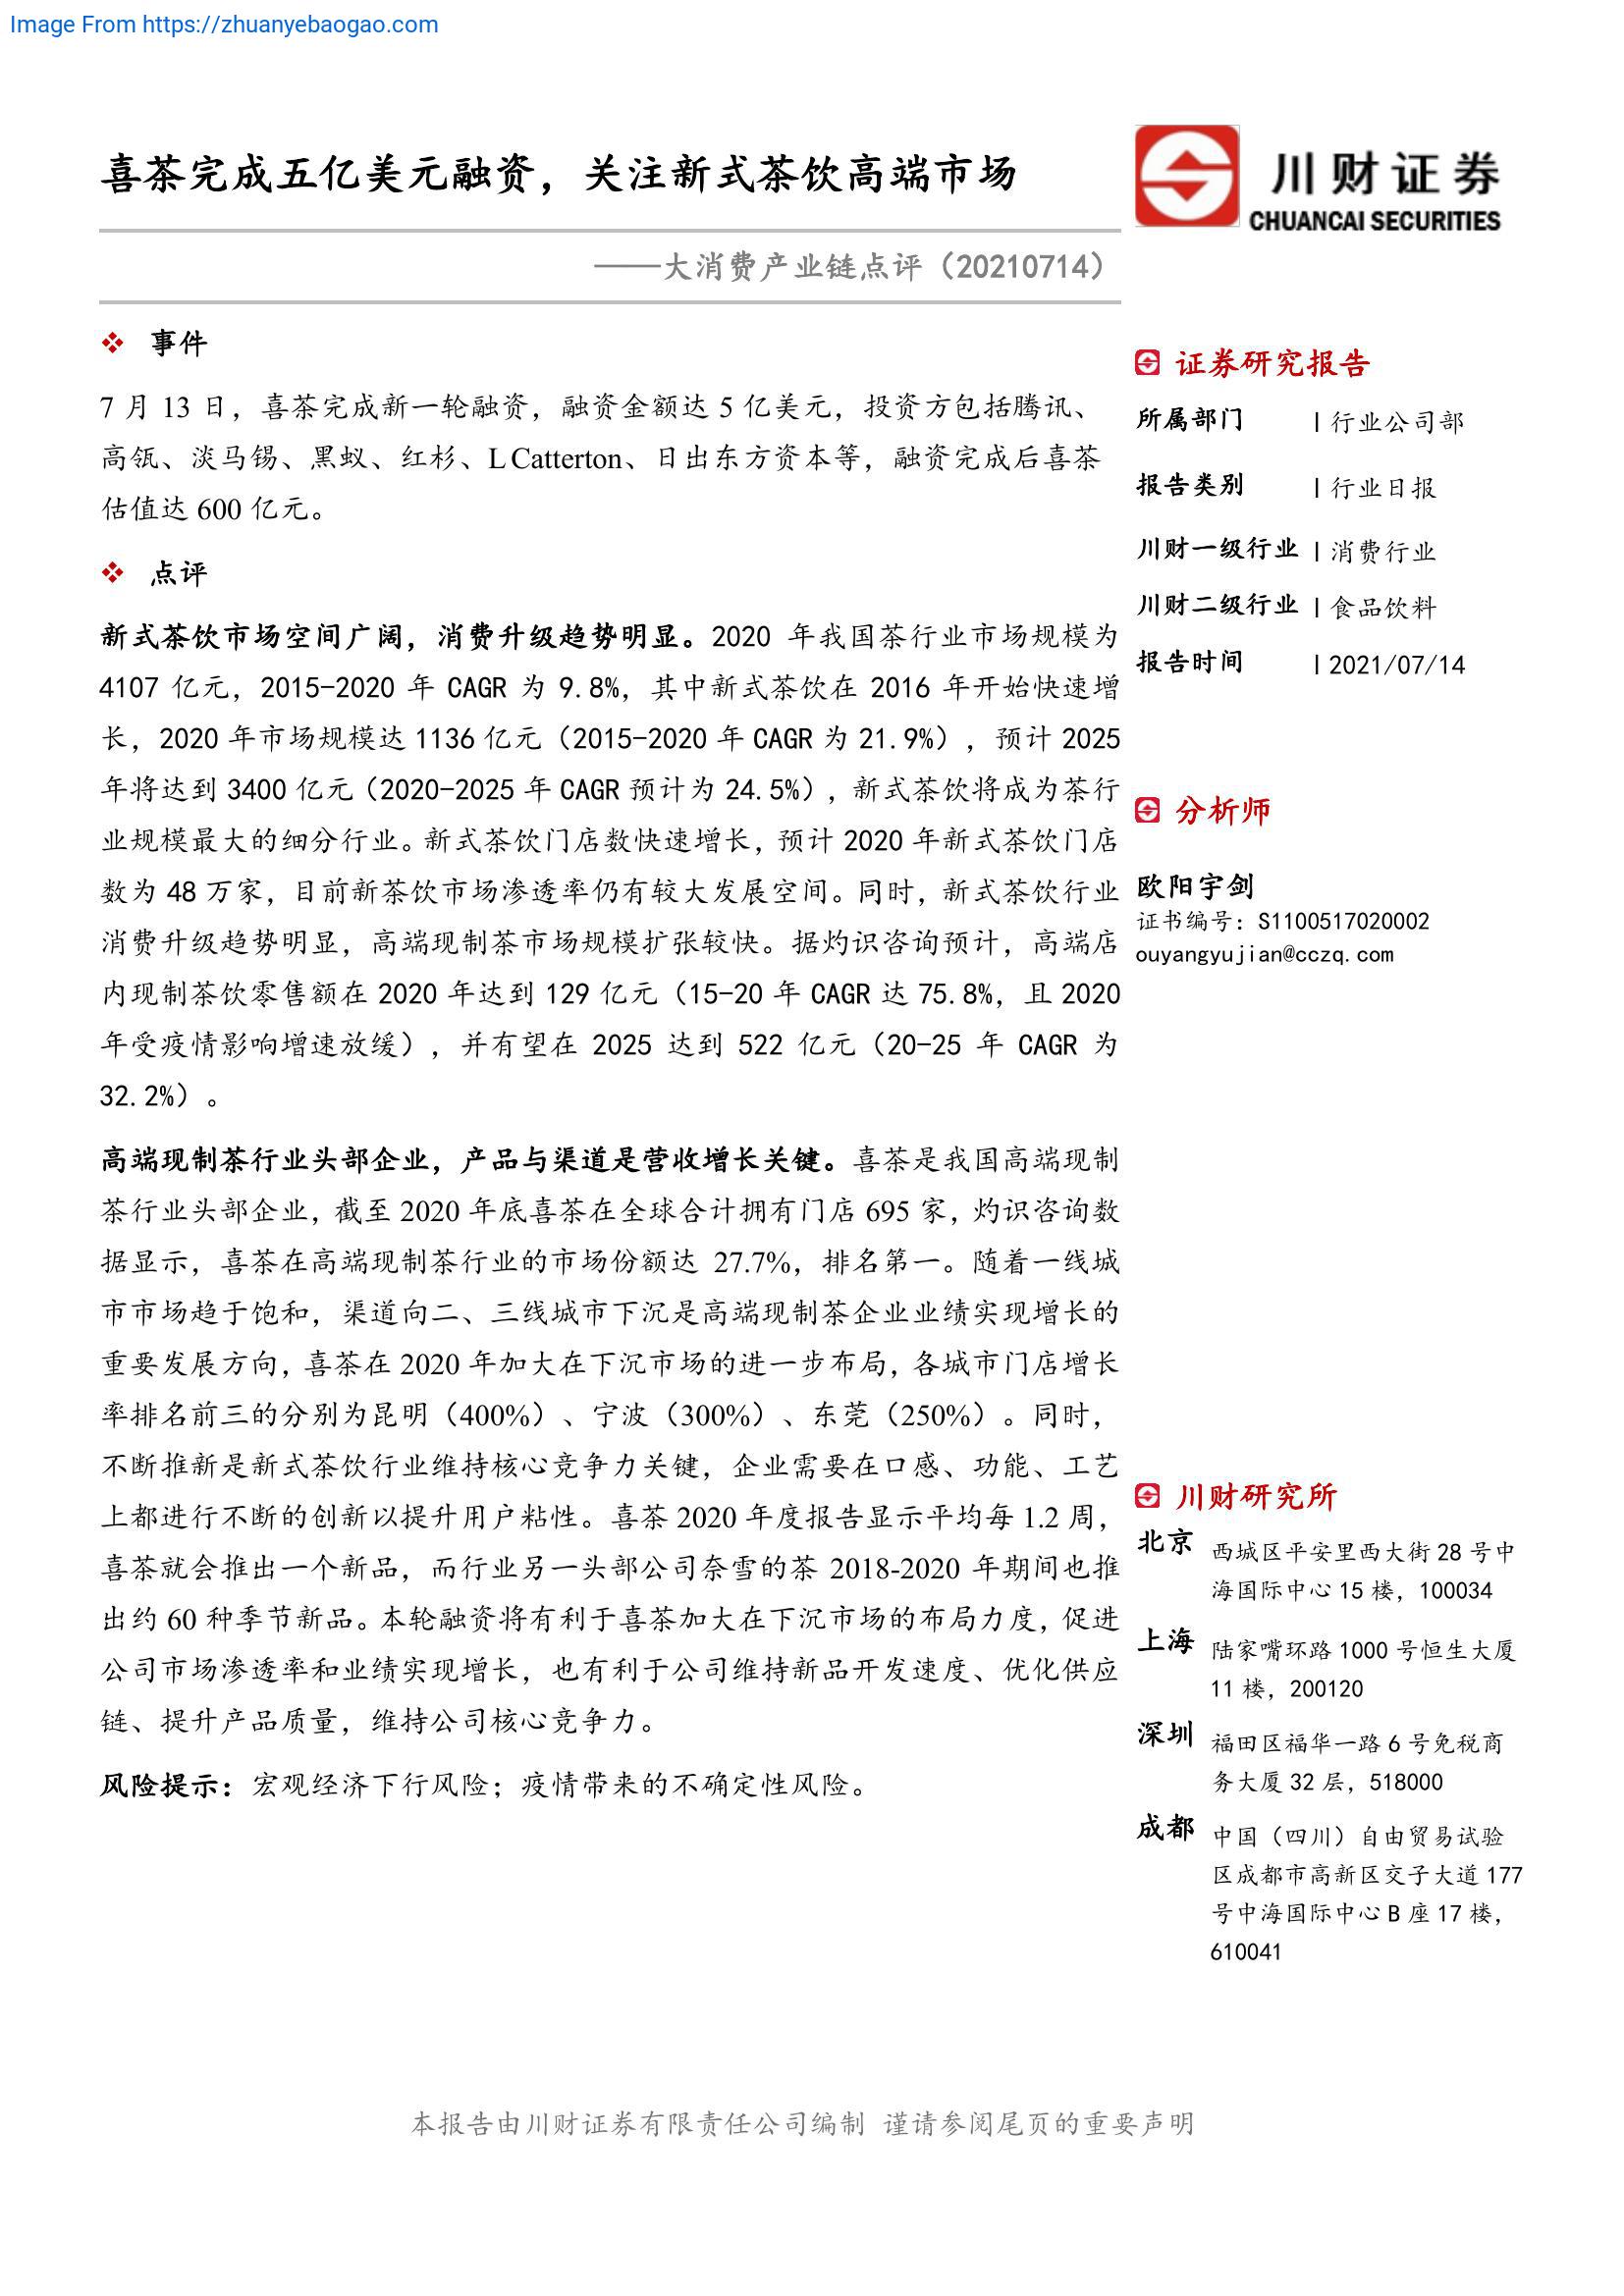 Image From https://zhuanyebaogao.com
喜茶完成五亿美元融资，关注新式茶饮高端市场
——大消费产业链点评（20210714）
川财证券
CHUANCAI SECURITIES
❖ 事件
7 月 13 日，喜茶完成新一轮融资，融资金额达 5 亿美元，投资方包括腾讯、
高瓴、淡马锡、黑蚁、红杉、L Catterton、日出东方资本等，融资完成后喜茶
估值达 600 亿元。
❖ 点评
新式茶饮市场空间广阔，消费升级趋势明显。2020 年我国茶行业市场规模为
4107 亿元，2015-2020 年 CAGR 为 9.8%，其中新式茶饮在 2016 年开始快速增
长，2020 年市场规模达 1136 亿元（2015-2020 年 CAGR 为 21.9%），预计 2025
年将达到 3400 亿元（2020-2025 年 CAGR 预计为 24.5%），新式茶饮将成为茶行
业规模最大的细分行业。新式茶饮门店数快速增长，预计 2020 年新式茶饮门店
数为 48 万家，目前新茶饮市场渗透率仍有较大发展空间。同时，新式茶饮行业
消费升级趋势明显，高端现制茶市场规模扩张较快。据灼识咨询预计，高端店
内现制茶饮零售额在 2020 年达到 129 亿元（15-20 年 CAGR 达 75.8%，且 2020
年受疫情影响增速放缓），并有望在 2025 达到 522 亿元（20-25 年 CAGR 为
32.2%）。
高端现制茶行业头部企业，产品与渠道是营收增长关键。喜茶是我国高端现制
茶行业头部企业，截至 2020 年底喜茶在全球合计拥有门店 695 家，灼识咨询数
据显示，喜茶在高端现制茶行业的市场份额达 27.7%，排名第一。随着一线城
市市场趋于饱和，渠道向二、三线城市下沉是高端现制茶企业业绩实现增长的
重要发展方向，喜茶在 2020 年加大在下沉市场的进一步布局，各城市门店增长
率排名前三的分别为昆明（400%）、宁波（300%）、东莞（250%）。同时，
不断推新是新式茶饮行业维持核心竞争力关键，企业需要在口感、功能、工艺
上都进行不断的创新以提升用户粘性。喜茶 2020 年度报告显示平均每 1.2 周，
喜茶就会推出一个新品，而行业另一头部公司奈雪的茶 2018-2020 年期间也推
出约 60 种季节新品。本轮融资将有利于喜茶加大在下沉市场的布局力度，促进
公司市场渗透率和业绩实现增长，也有利于公司维持新品开发速度、优化供应
链、提升产品质量，维持公司核心竞争力。
风险提示：宏观经济下行风险；疫情带来的不确定性风险。
证券研究报告
所属部门 | 行业公司部
报告类别 | 行业日报
川财一级行业 | 消费行业
川财二级行业 | 食品饮料
报告时间 | 2021/07/14
分析师
欧阳宇剑
证书编号：S1100517020002
ouyangyujian@cczq.com
川财研究所
北京 西城区平安里西大街 28 号中
海国际中心 15 楼，100034
上海 陆家嘴环路 1000 号恒生大厦
11 楼，200120
深圳 福田区福华一路 6 号免税商
务大厦 32 层，518000
成都 中国（四川）自由贸易试验
区成都市高新区交子大道 177
号中海国际中心 B 座 17 楼，
610041
本报告由川财证券有限责任公司编制 谨请参阅尾页的重要声明